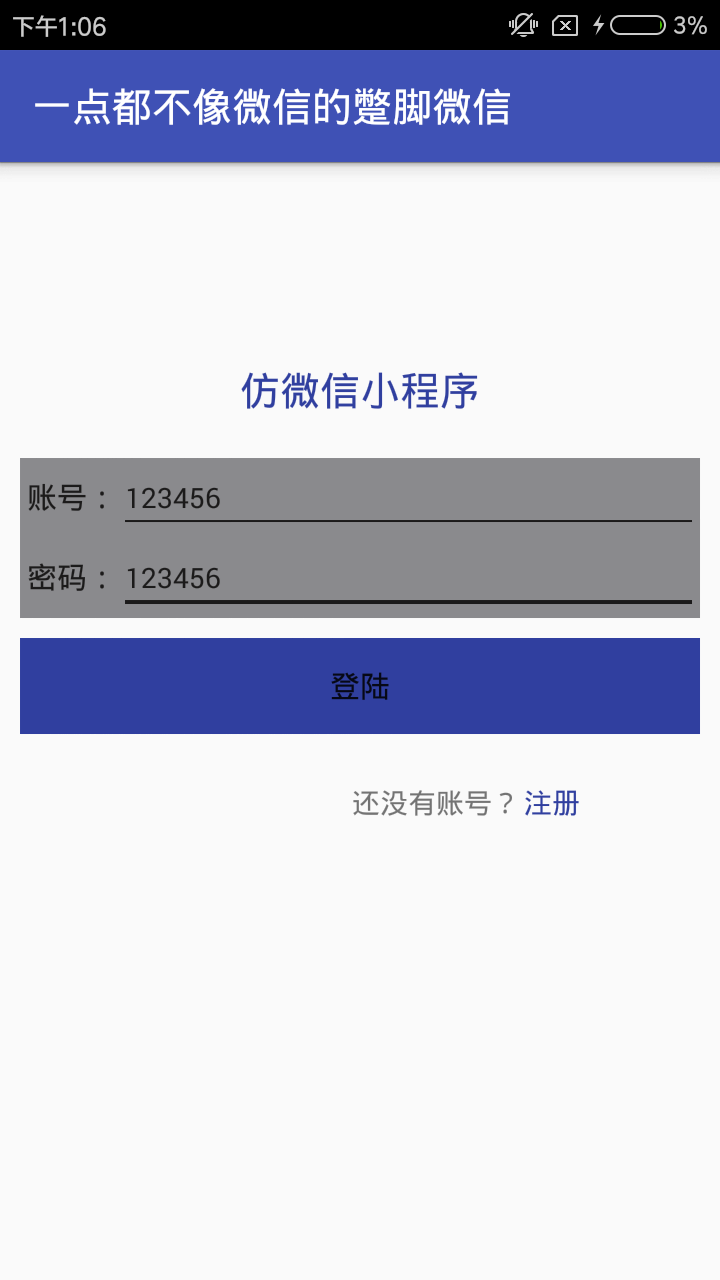 下午1:06 3%
一点都不像微信的蹩脚微信
仿微信小程序
账号： 123456
密码： 123456
登陆
还没有账号？ 注册